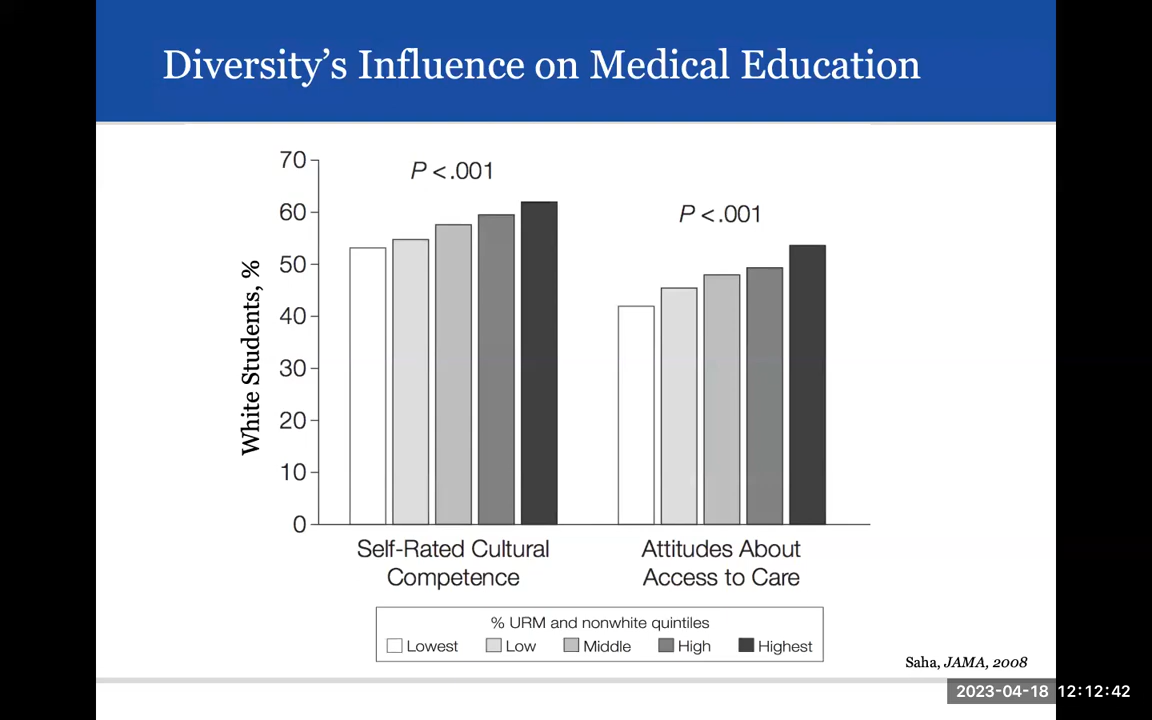 Diversity’s Influence on Medical Education
White Students, %
70
60
50
40
30
20
10
0
P <.001
P <.001
Self-Rated Cultural
Competence
Attitudes About
Access to Care
% URM and nonwhite quintiles
Lowest Low Middle High Highest
Saha, JAMA, 2008
2023-04-18 12:12:42